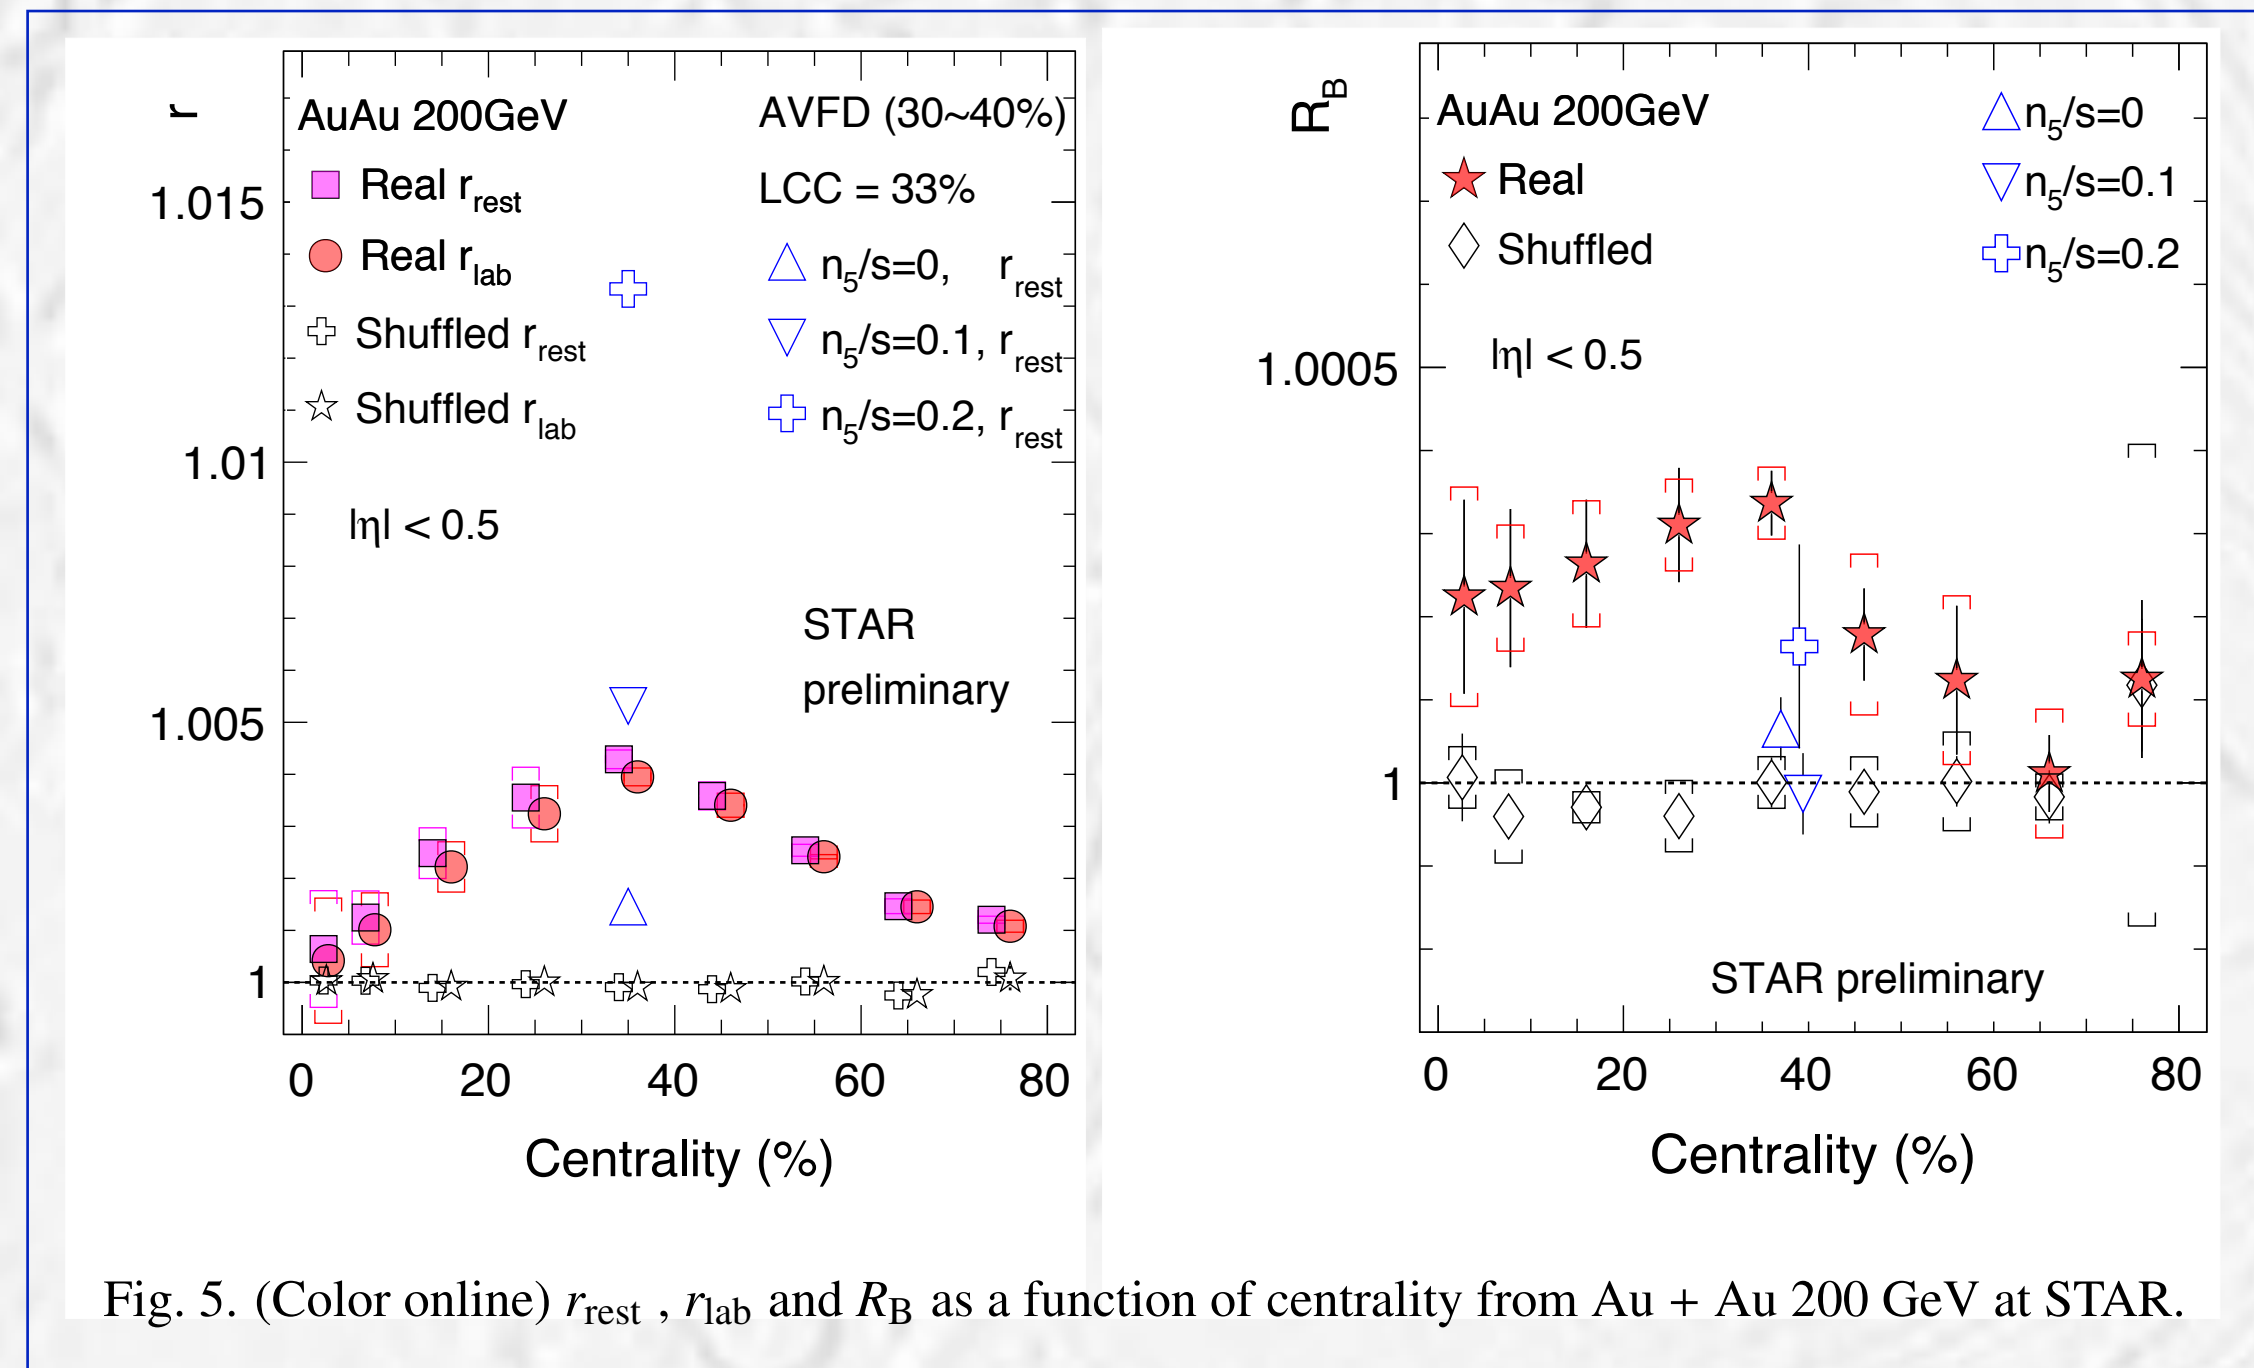 r
AuAu 200GeV
Real r_rest
Real r_lab
Shuffled r_rest
Shuffled r_lab
AVFD (30~40%)
LCC = 33%
n_5/s=0, r_rest
n_5/s=0.1, r_rest
n_5/s=0.2, r_rest
|η| < 0.5
STAR
preliminary
1.015
1.01
1.005
1
0 20 40 60 80
Centrality (%)
R_B
AuAu 200GeV
Real
Shuffled
n_5/s=0
n_5/s=0.1
n_5/s=0.2
|η| < 0.5
1.0005
1
STAR preliminary
0 20 40 60 80
Centrality (%)
Fig. 5. (Color online) r_rest , r_lab and R_B as a function of centrality from Au + Au 200 GeV at STAR.